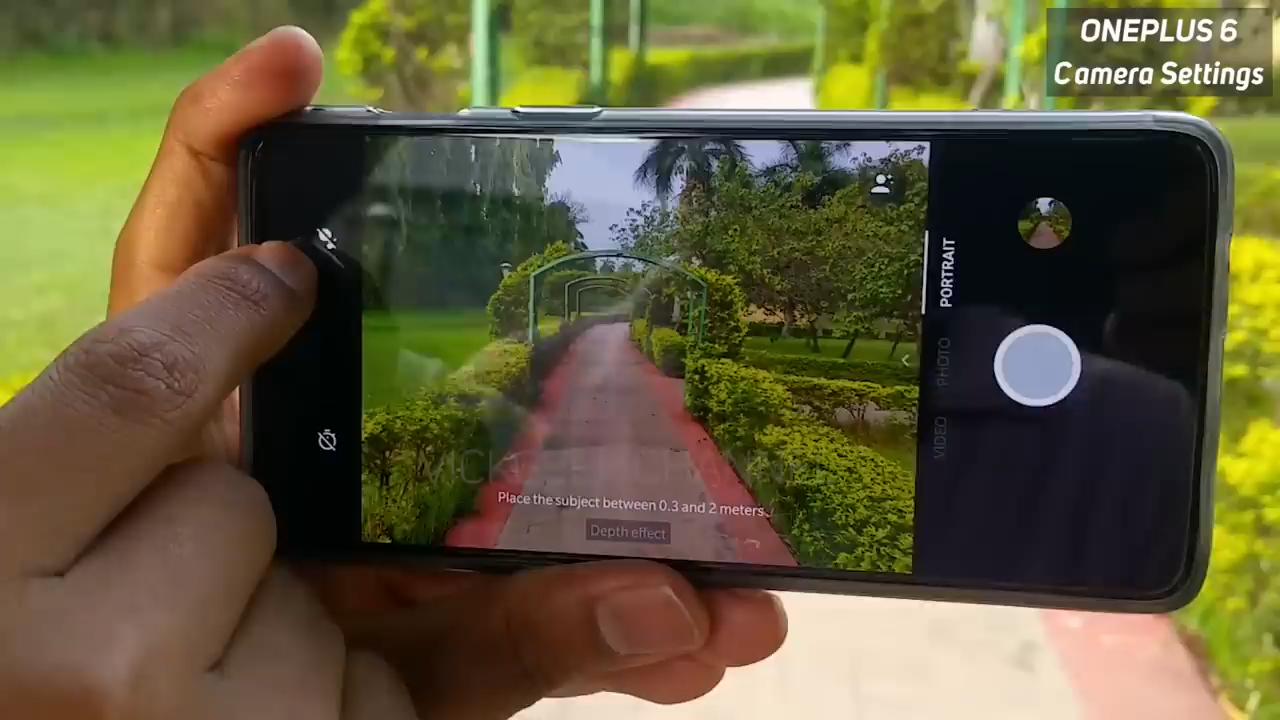 ONEPLUS 6
Camera Settings
PORTRAIT
PHOTO
VIDEO
Place the subject between 0.3 and 2 meters.
Depth effect